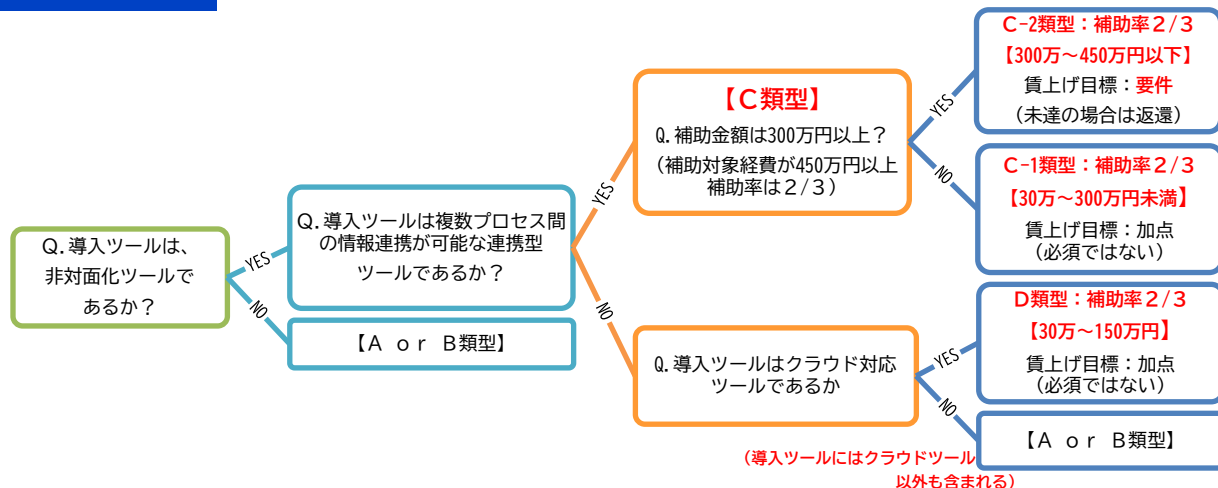 Q.導入ツールは、
非対面化ツールで
あるか？
YES
NO
Q.導入ツールは複数プロセス間
の情報連携が可能な連携型
ツールであるか？
【A or B類型】
YES
NO
【C類型】
Q.補助金額は300万円以上？
（補助対象経費が450万円以上
補助率は２/３）
YES
NO
C-2類型：補助率２/３
【300万～450万円以下】
賃上げ目標：要件
（未達の場合は返還）
C-1類型：補助率２/３
【30万～300万円未満】
賃上げ目標：加点
（必須ではない）
Q.導入ツールはクラウド対応
ツールであるか
YES
NO
D類型：補助率２/３
【30万～150万円】
賃上げ目標：加点
（必須ではない）
【A or B類型】
（導入ツールにはクラウドツール
以外も含まれる）